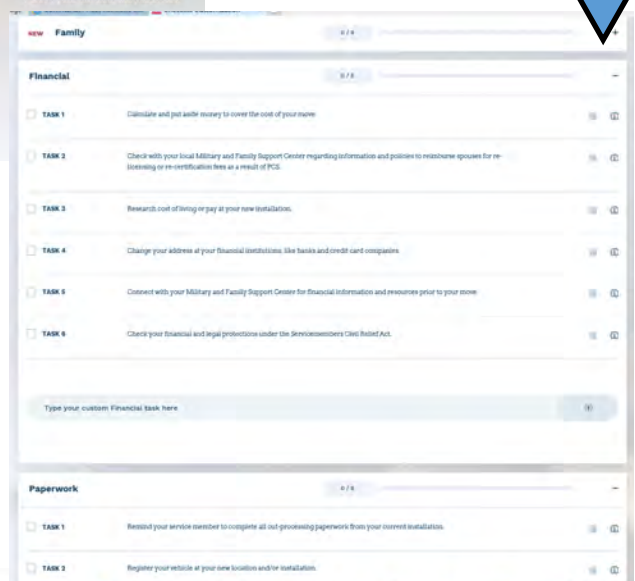 NEW Family
Financial
TASK 1 Calculate and put aside money to cover the cost of your move.
TASK 2 Check with your local Military and Family Support Center regarding information and policies to reimburse spouses for re-
licensing or re-certification fees as a result of PCS.
TASK 3 Research cost of living or pay at your new installation.
TASK 4 Change your address at your financial institutions, like banks and credit card companies.
TASK 5 Connect with your Military and Family Support Center for financial information and resources prior to your move.
TASK 6 Check your financial and legal protections under the Servicemembers Civil Relief Act.
Type your custom Financial task here
Paperwork
TASK 1 Remind your service member to complete all out-processing paperwork from your current installation.
TASK 2 Register your vehicle at your new location and/or installation.